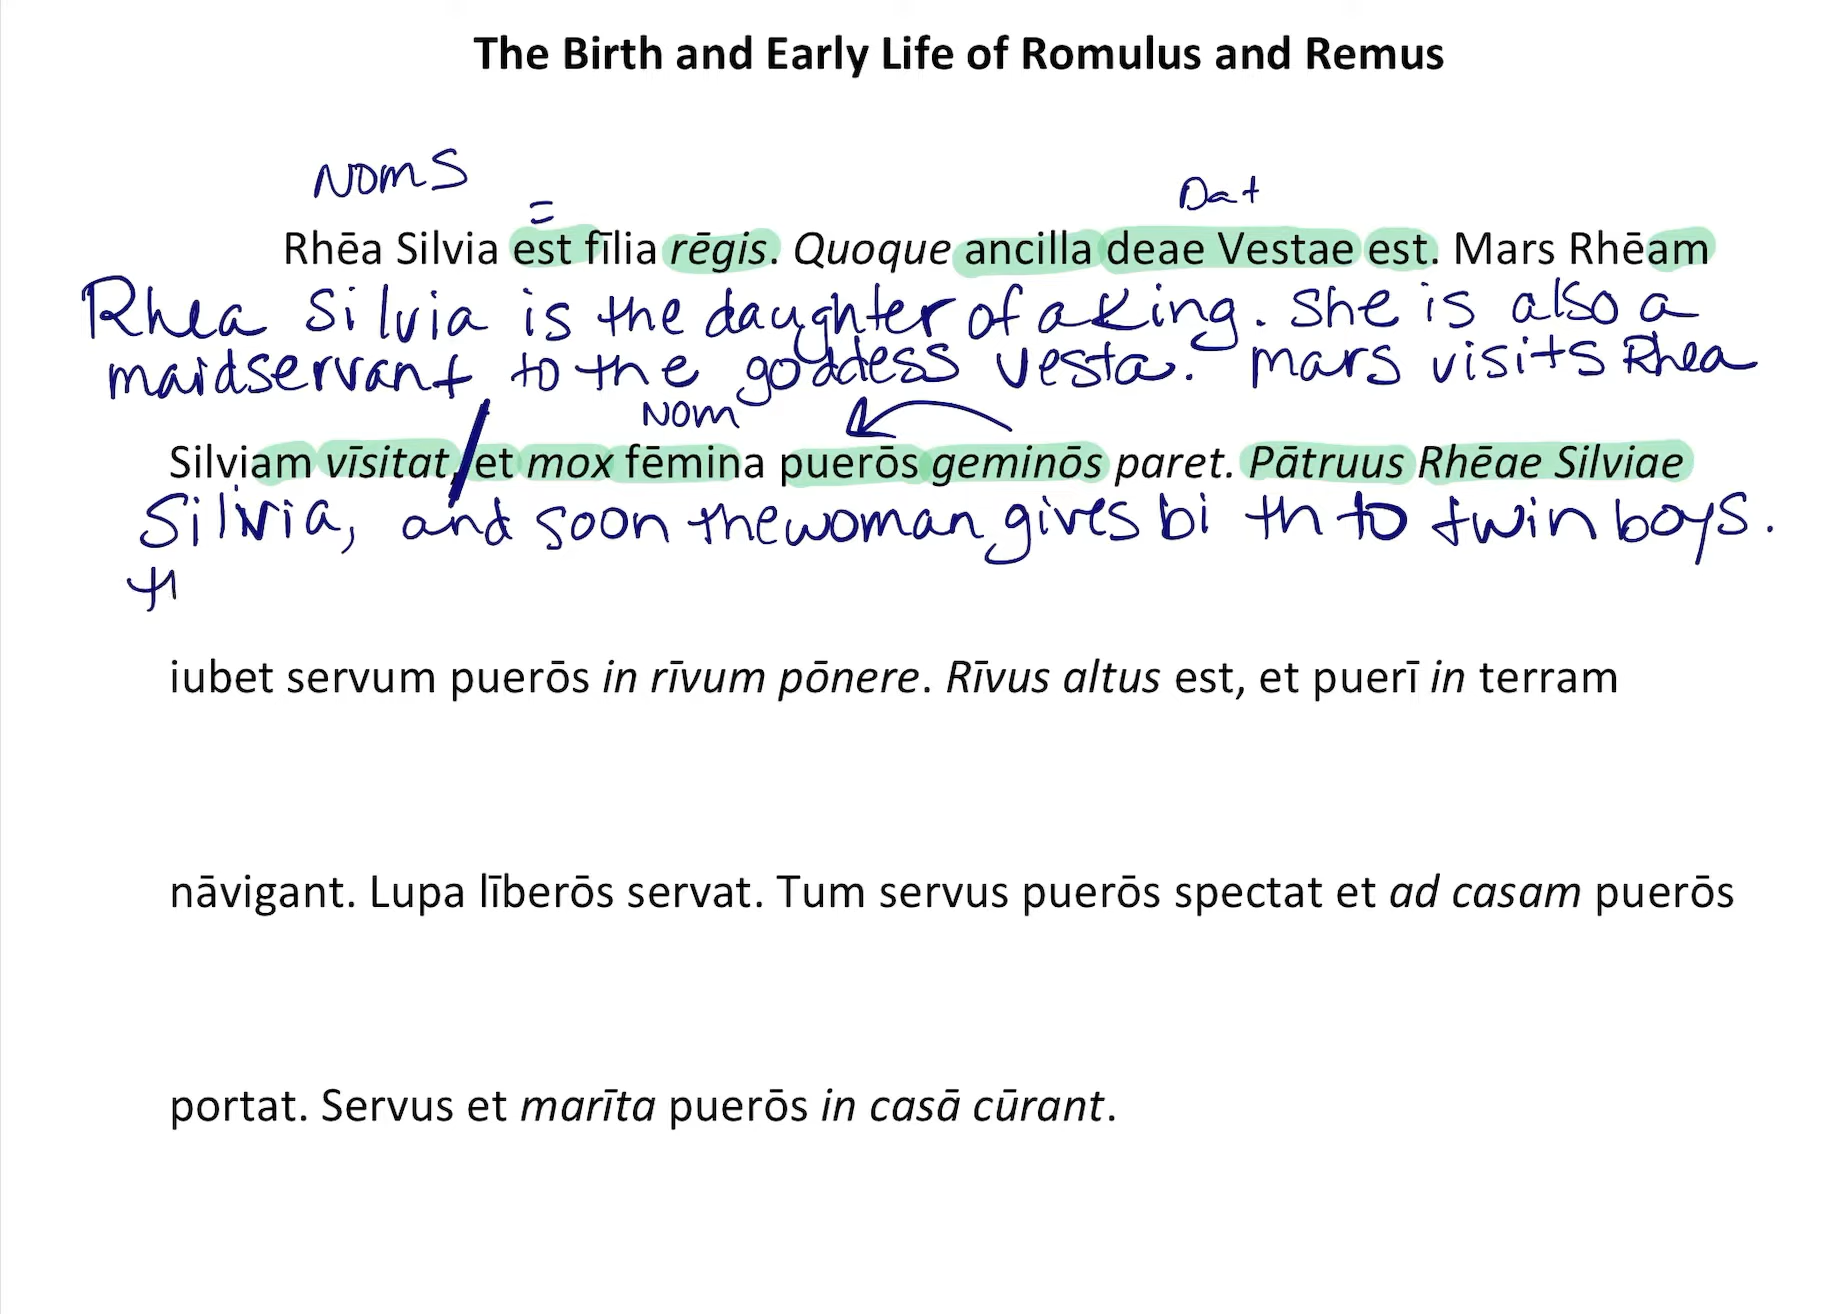 The Birth and Early Life of Romulus and Remus
NOM S
=
Dat
Rhēa Silvia est fīlia rēgis. Quoque ancilla deae Vestae est. Mars Rhēam
Rhea Silvia is the daughter of a King. She is also a
maidservant to the goddess Vesta. Mars visits Rhea
NOM
Silviam vīsitat, et mox fēmina puerōs geminōs paret. Pātruus Rhēae Silviae
Silvia, and soon the woman gives bi th to twin boys.
iubet servum puerōs in rīvum pōnere. Rīvus altus est, et puerī in terram
nāvigant. Lupa līberōs servat. Tum servus puerōs spectat et ad casam puerōs
portat. Servus et marīta puerōs in casā cūrant.